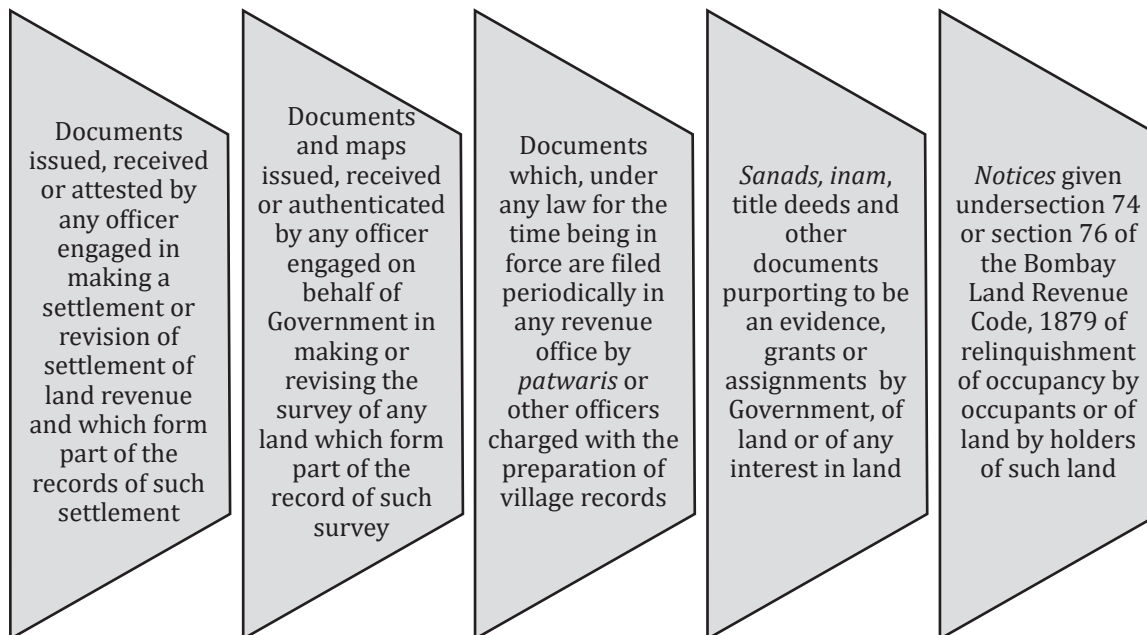 Documents
issued, received
or attested by
any officer
engaged in
making a
settlement or
revision of
settlement of
land revenue
and which form
part of the
records of such
settlement
Documents
and maps
issued, received
or authenticated
by any officer
engaged on
behalf of
Government in
making or
revising the
survey of any
land which form
part of the
record of such
survey
Documents
which, under
any law for the
time being in
force are filed
periodically in
any revenue
office by
patwaris or
other officers
charged with the
preparation of
village records
Sanads, inam,
title deeds and
other
documents
purporting to be
an evidence,
grants or
assignments by
Government, of
land or of any
interest in land
Notices given
undersection 74
or section 76 of
the Bombay
Land Revenue
Code, 1879 of
relinquishment
of occupancy by
occupants or of
land by holders
of such land